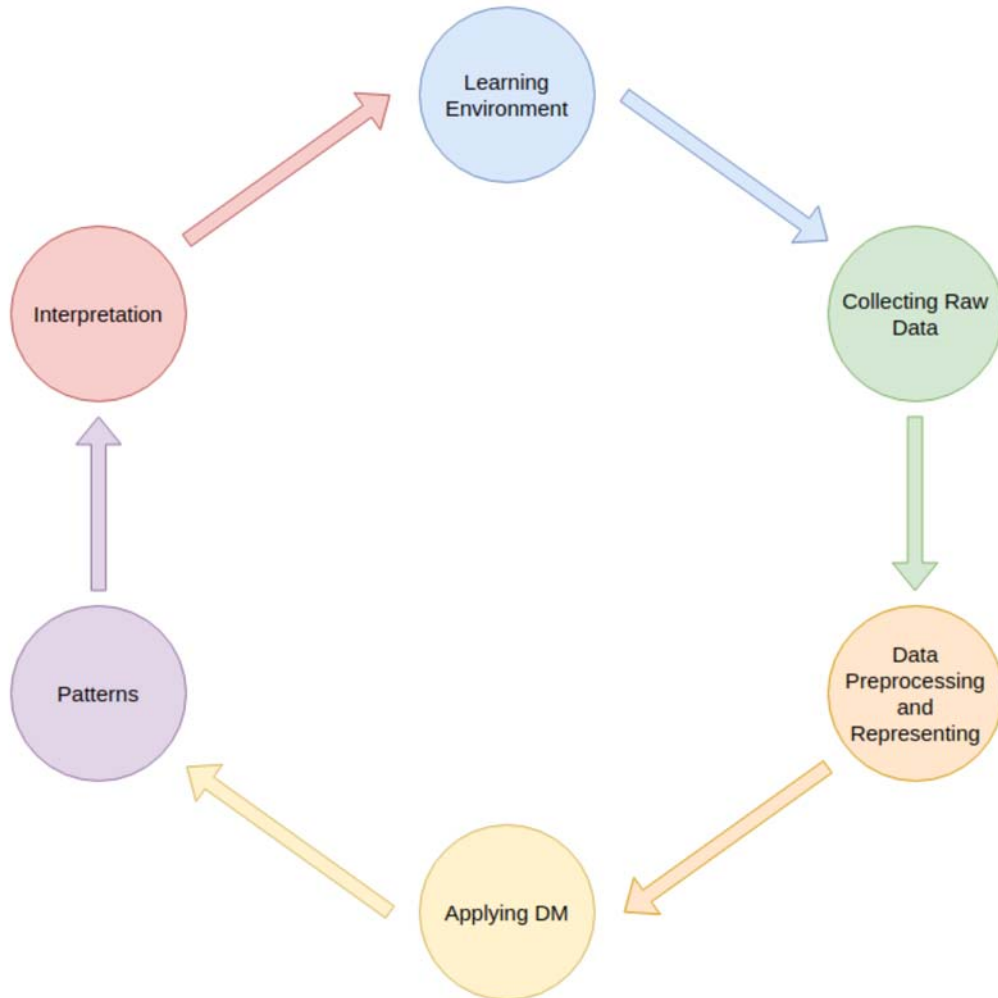 Learning
Environment
Collecting Raw
Data
Data
Preprocessing
and
Representing
Applying DM
Patterns
Interpretation